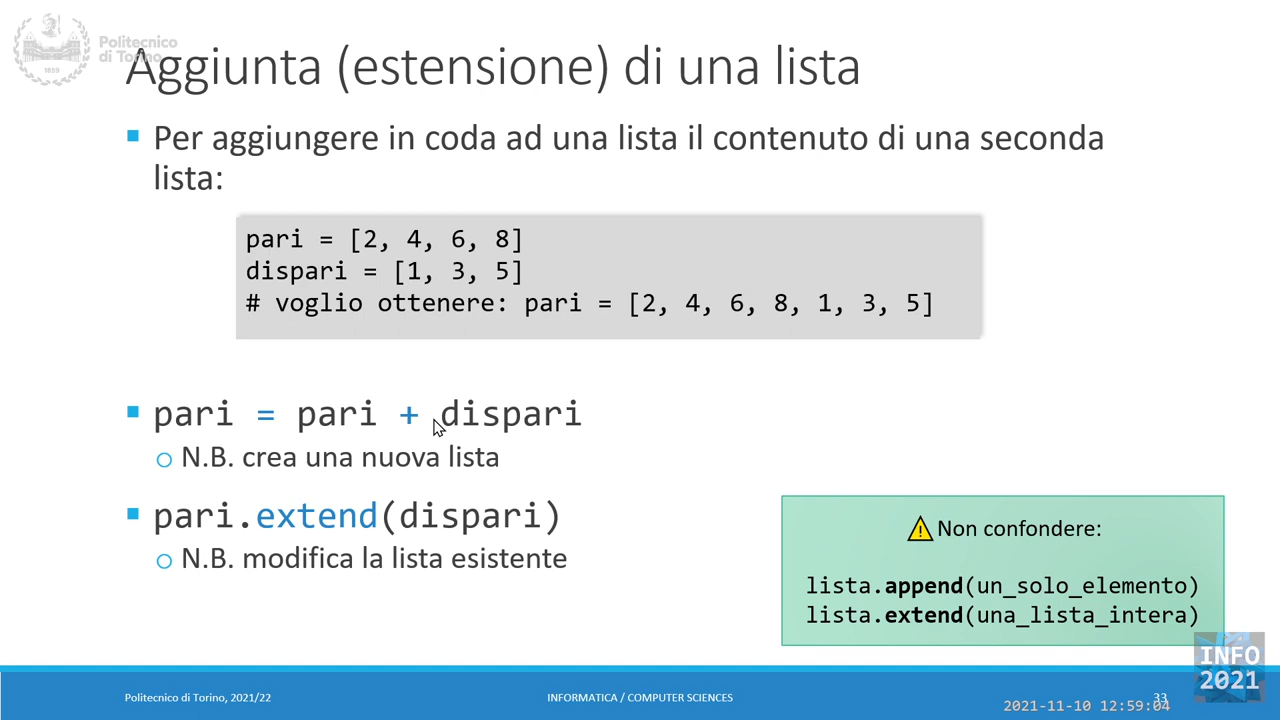 Politecnico
di Torino
1859
Aggiunta (estensione) di una lista
Per aggiungere in coda ad una lista il contenuto di una seconda
lista:
pari = [2, 4, 6, 8]
dispari = [1, 3, 5]
# voglio ottenere: pari = [2, 4, 6, 8, 1, 3, 5]
pari = pari + dispari
N.B. crea una nuova lista
pari.extend(dispari)
N.B. modifica la lista esistente
Non confondere:
lista.append(un_solo_elemento)
lista.extend(una_lista_intera)
Politecnico di Torino, 2021/22
INFORMATICA / COMPUTER SCIENCES
33
INFO
2021
2021-11-10 12:59:04